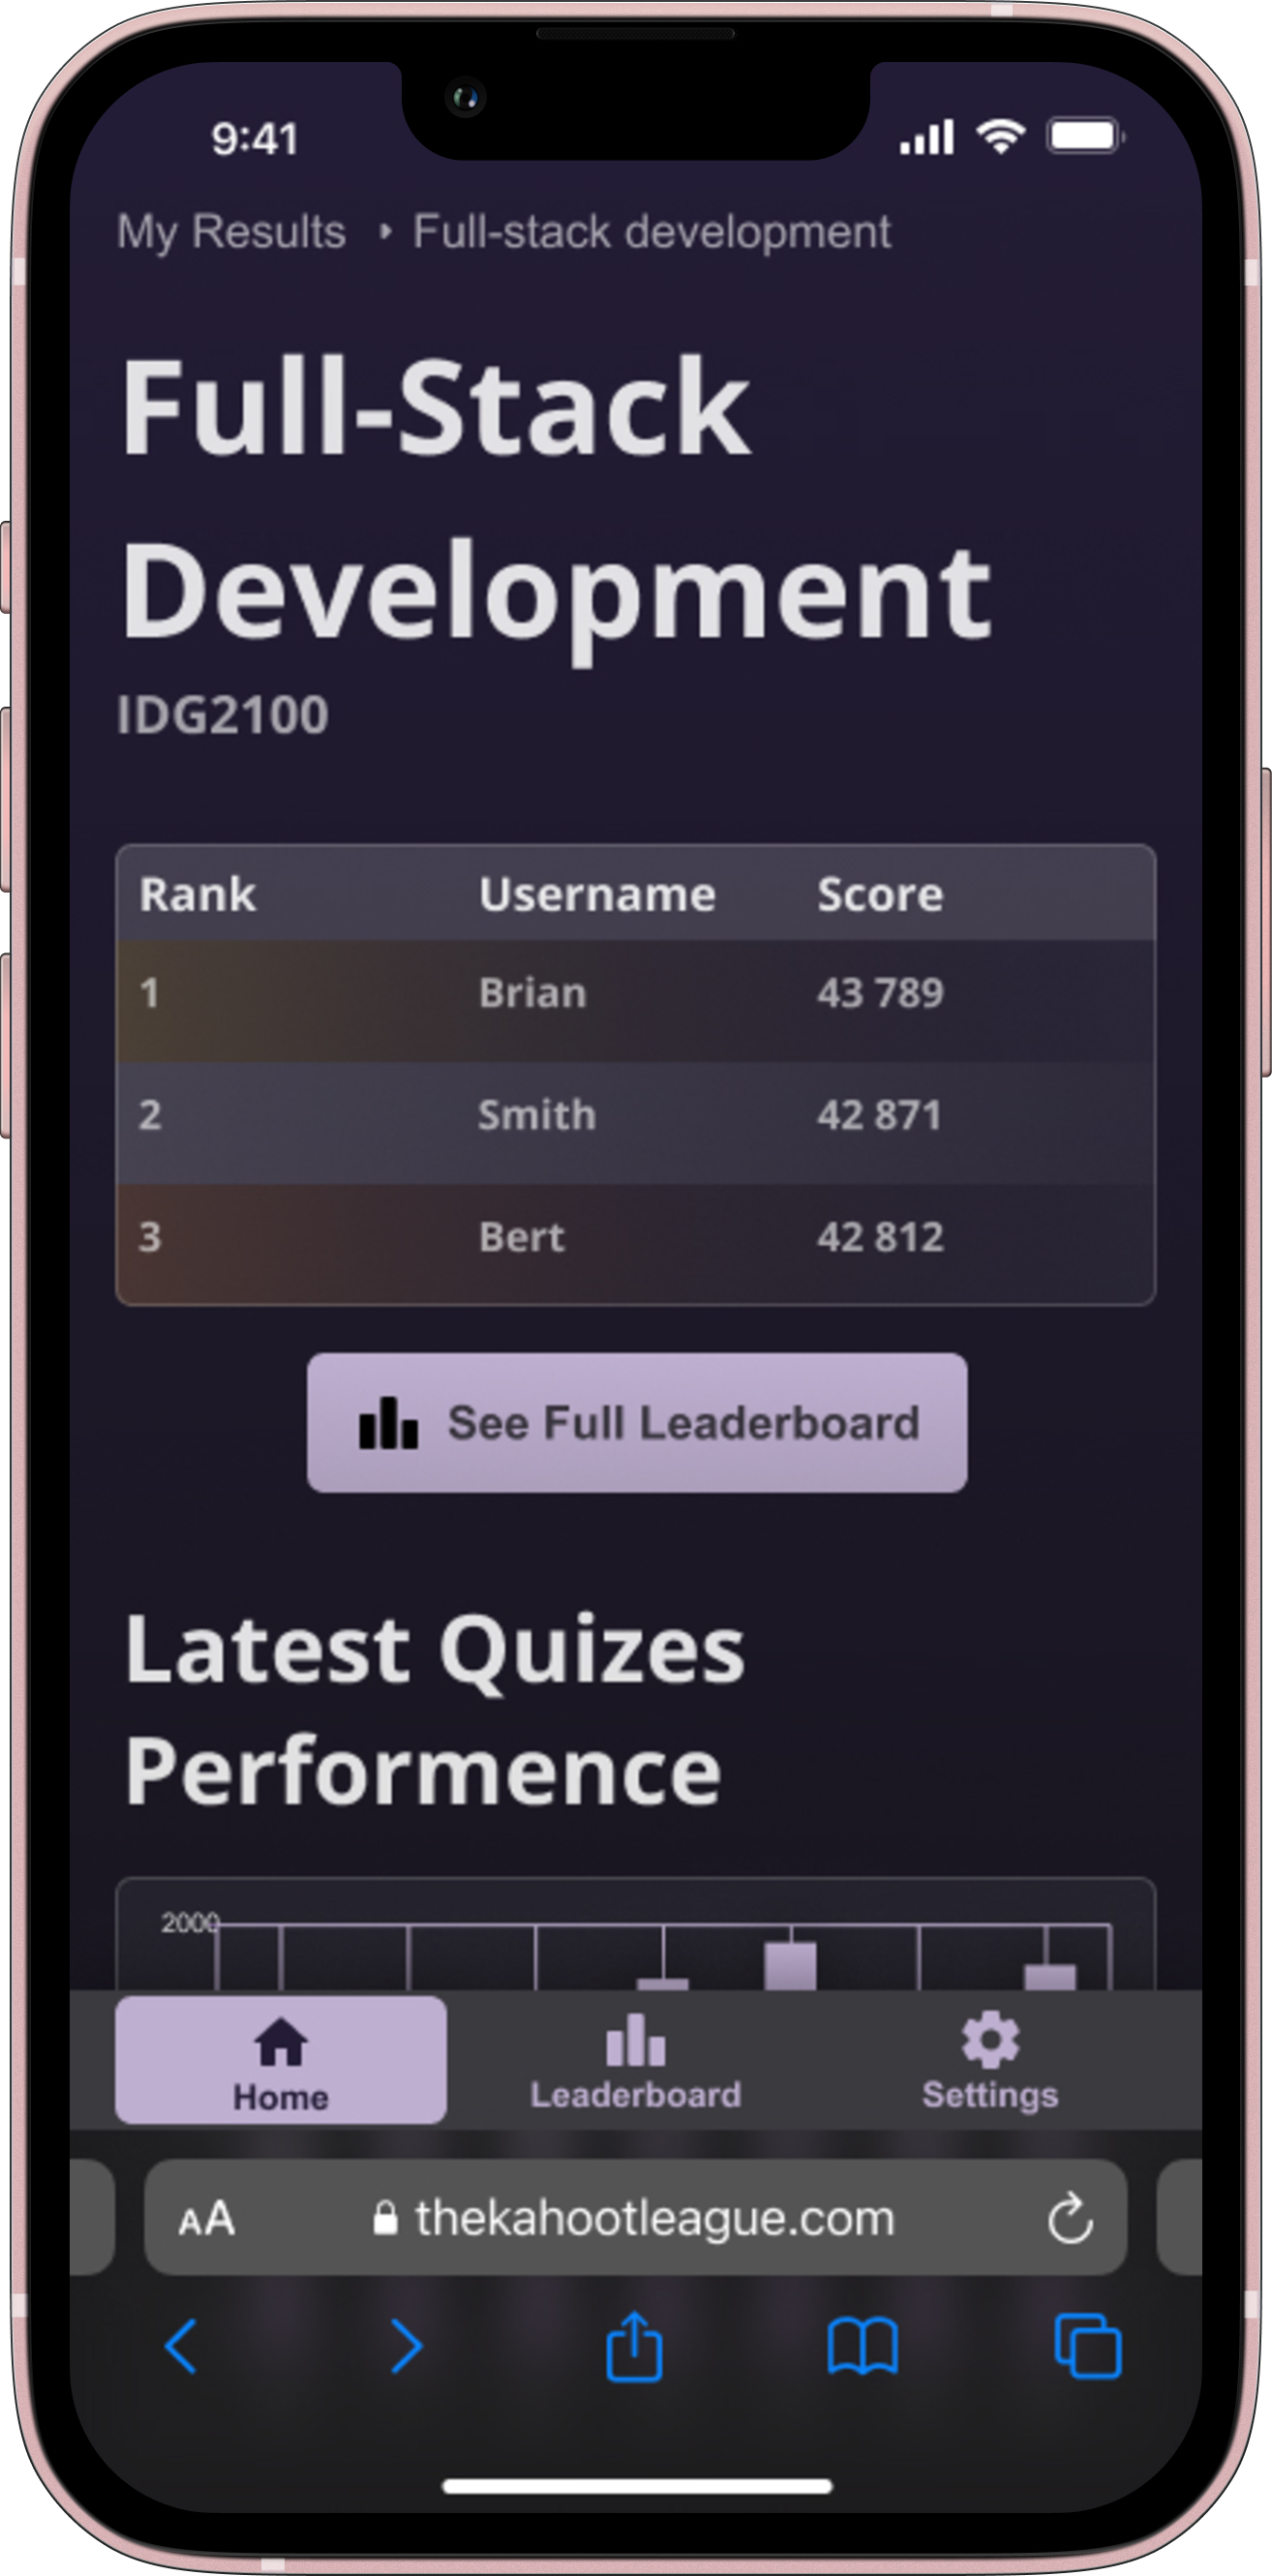 9:41
My Results ‣ Full-stack development
Full-Stack
Development
IDG2100
Rank Username Score
1 Brian 43 789
2 Smith 42 871
3 Bert 42 812
See Full Leaderboard
Latest Quizes
Performence
2000
Home Leaderboard Settings
AA thekahootleague.com